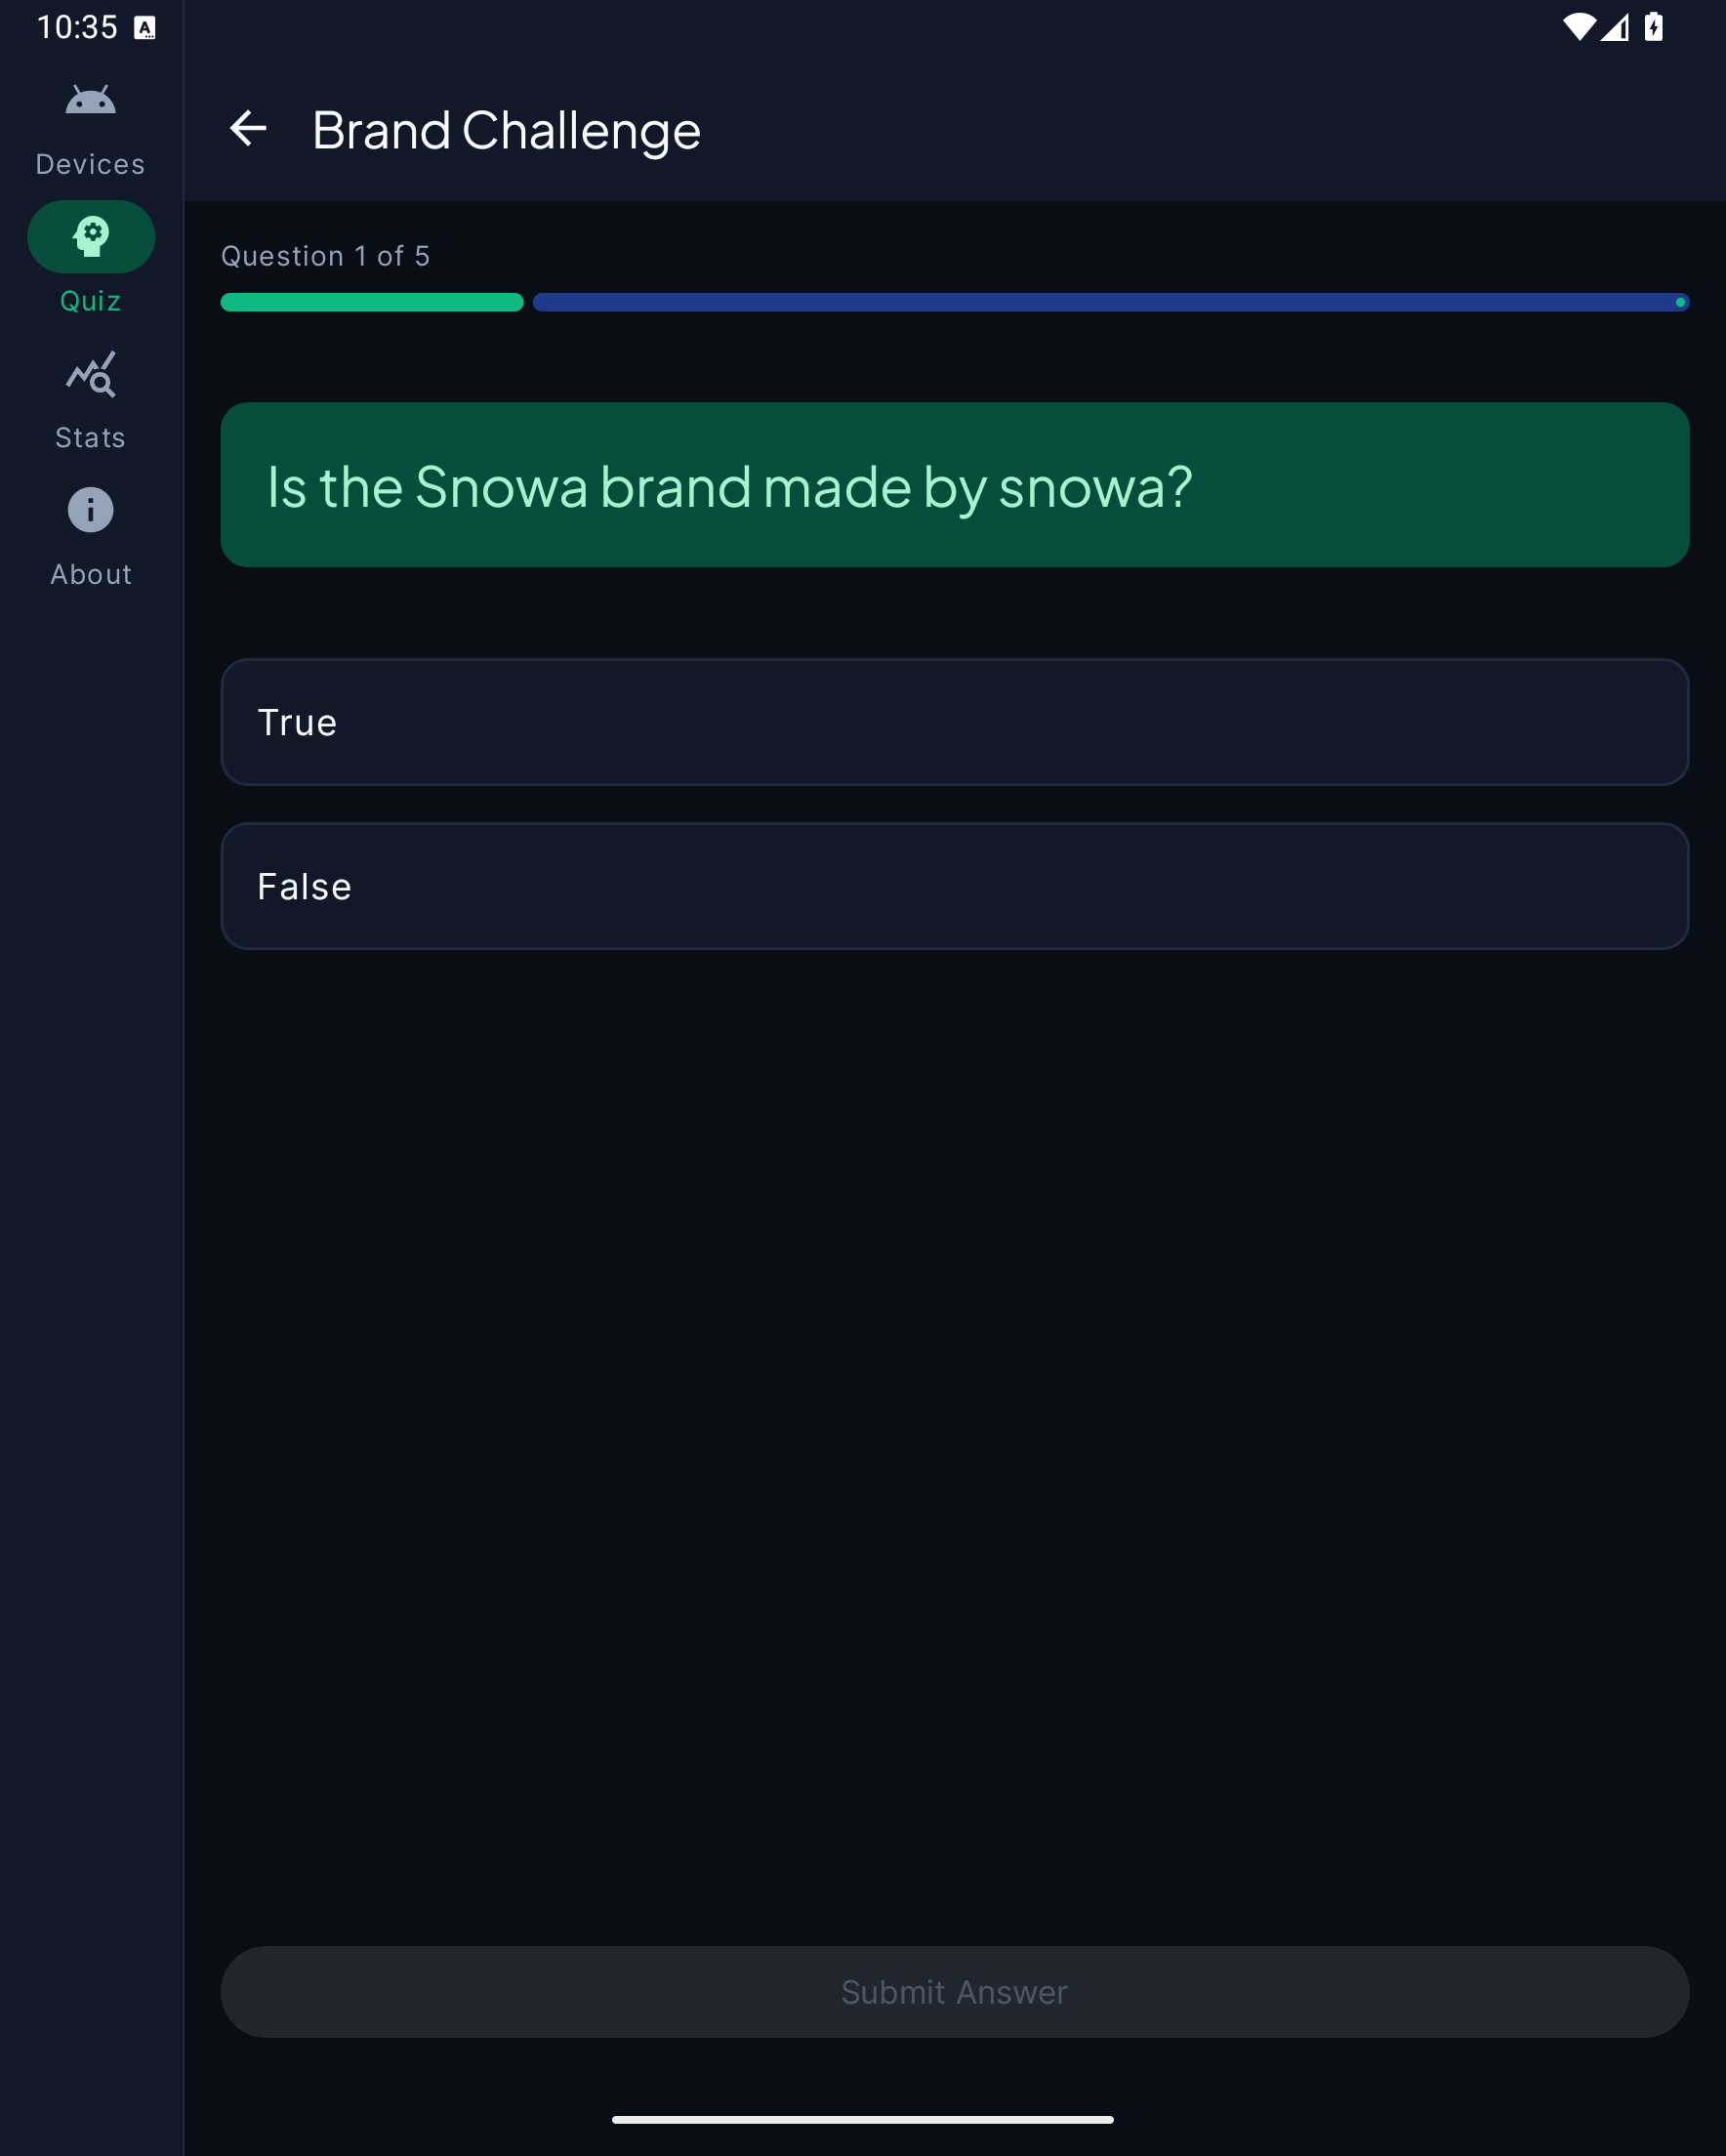 10:35
Devices
Quiz
Stats
About
Brand Challenge
Question 1 of 5
Is the Snowa brand made by snowa?
True
False
Submit Answer